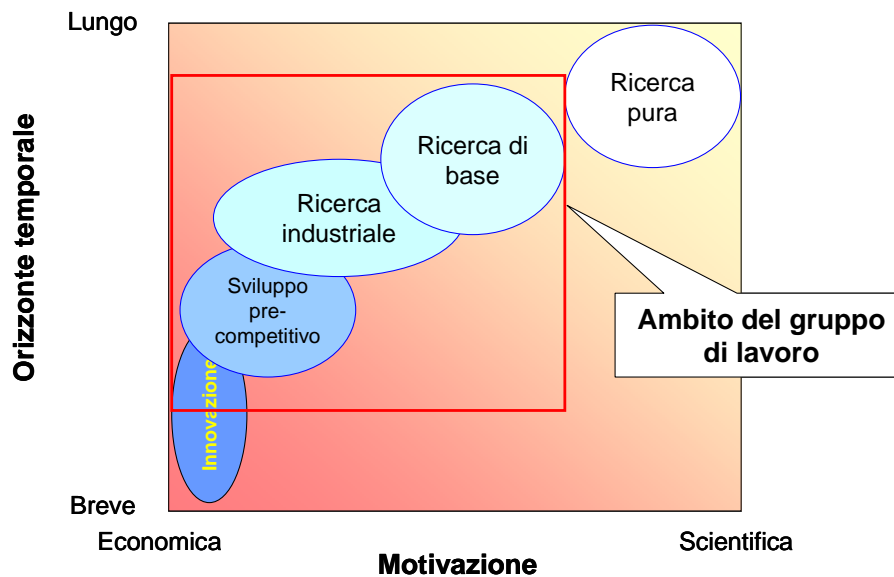 Lungo
Orizzonte temporale
Ricerca
pura
Ricerca di
base
Ricerca
industriale
Sviluppo
pre-
competitivo
Innovazione
Ambito del gruppo
di lavoro
Breve
Economica
Motivazione
Scientifica